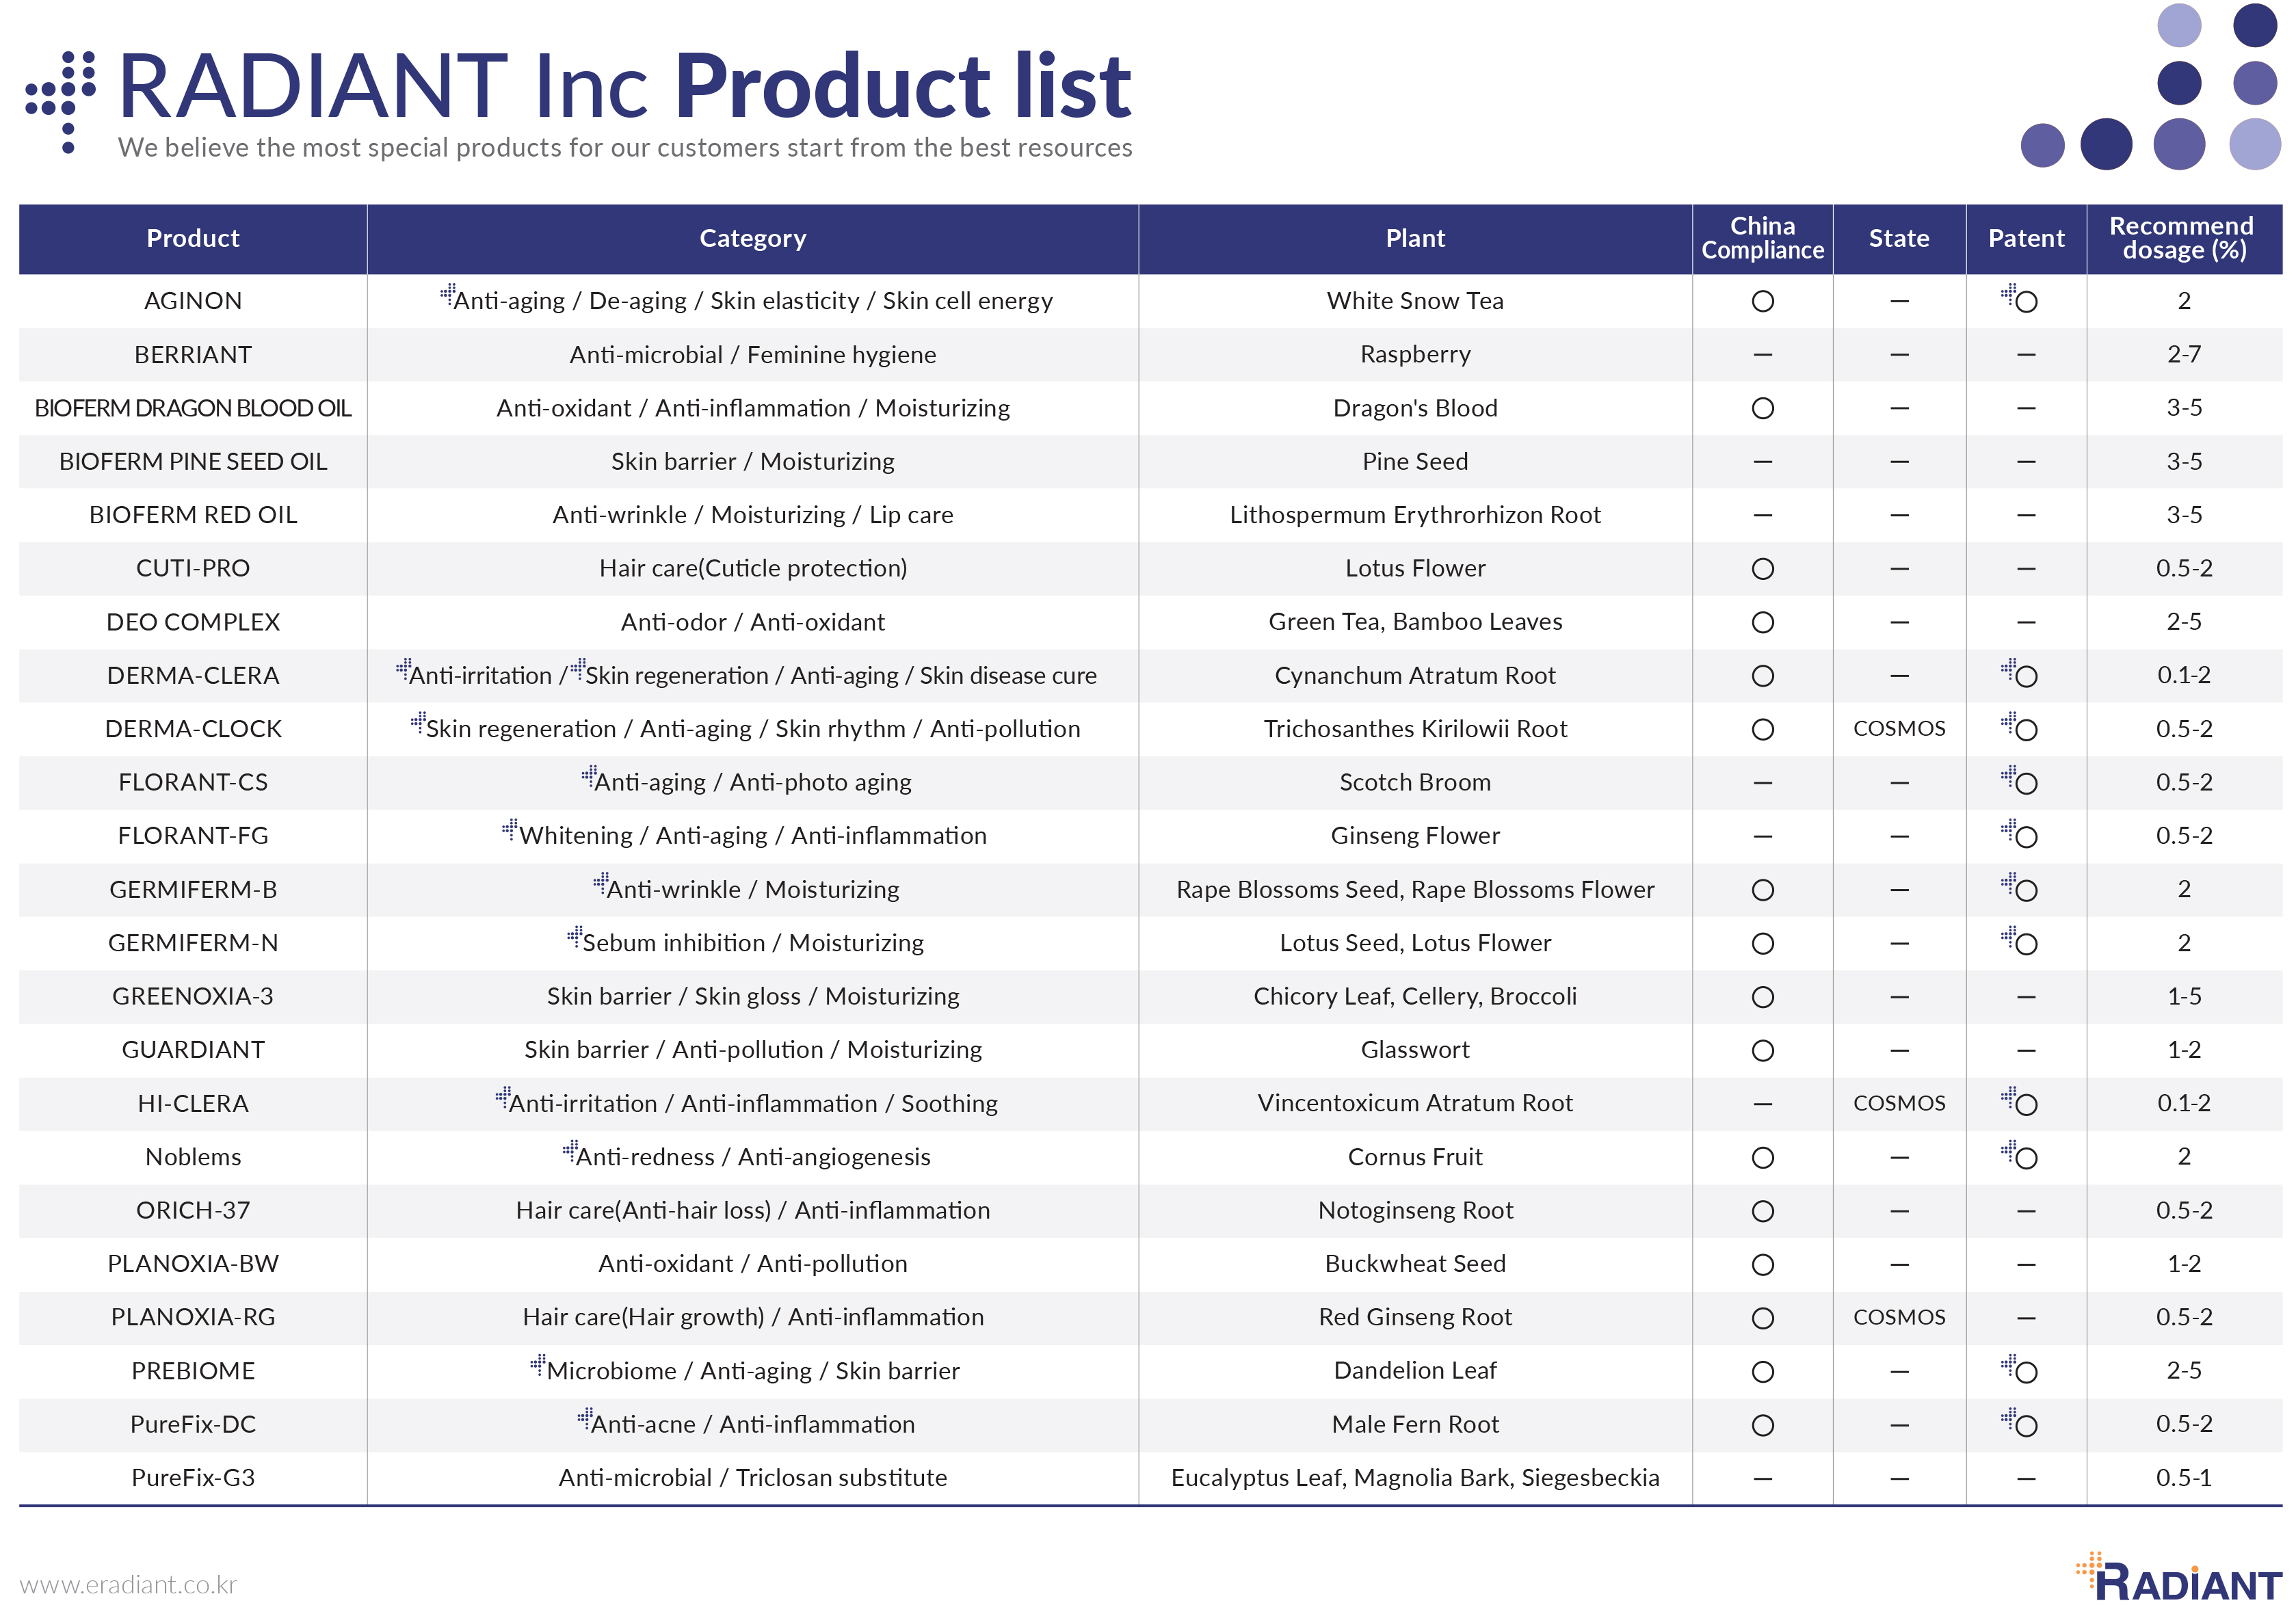 RADIANT Inc Product list
We believe the most special products for our customers start from the best resources
Product Category Plant China Compliance State Patent Recommend dosage (%)
AGINON Anti-aging / De-aging / Skin elasticity / Skin cell energy White Snow Tea ○ — ○ 2
BERRIANT Anti-microbial / Feminine hygiene Raspberry — — — 2-7
BIOFERM DRAGON BLOOD OIL Anti-oxidant / Anti-inflammation / Moisturizing Dragon's Blood ○ — — 3-5
BIOFERM PINE SEED OIL Skin barrier / Moisturizing Pine Seed — — — 3-5
BIOFERM RED OIL Anti-wrinkle / Moisturizing / Lip care Lithospermum Erythrorhizon Root — — — 3-5
CUTI-PRO Hair care(Cuticle protection) Lotus Flower ○ — — 0.5-2
DEO COMPLEX Anti-odor / Anti-oxidant Green Tea, Bamboo Leaves ○ — — 2-5
DERMA-CLERA Anti-irritation / Skin regeneration / Anti-aging / Skin disease cure Cynanchum Atratum Root ○ — ○ 0.1-2
DERMA-CLOCK Skin regeneration / Anti-aging / Skin rhythm / Anti-pollution Trichosanthes Kirilowii Root ○ COSMOS ○ 0.5-2
FLORANT-CS Anti-aging / Anti-photo aging Scotch Broom — — ○ 0.5-2
FLORANT-FG Whitening / Anti-aging / Anti-inflammation Ginseng Flower — — ○ 0.5-2
GERMIFERM-B Anti-wrinkle / Moisturizing Rape Blossoms Seed, Rape Blossoms Flower ○ — ○ 2
GERMIFERM-N Sebum inhibition / Moisturizing Lotus Seed, Lotus Flower ○ — ○ 2
GREENOXIA-3 Skin barrier / Skin gloss / Moisturizing Chicory Leaf, Cellery, Broccoli ○ — — 1-5
GUARDIANT Skin barrier / Anti-pollution / Moisturizing Glasswort ○ — — 1-2
HI-CLERA Anti-irritation / Anti-inflammation / Soothing Vincentoxicum Atratum Root — COSMOS ○ 0.1-2
Noblems Anti-redness / Anti-angiogenesis Cornus Fruit ○ — ○ 2
ORICH-37 Hair care(Anti-hair loss) / Anti-inflammation Notoginseng Root ○ — — 0.5-2
PLANOXIA-BW Anti-oxidant / Anti-pollution Buckwheat Seed ○ — — 1-2
PLANOXIA-RG Hair care(Hair growth) / Anti-inflammation Red Ginseng Root ○ COSMOS — 0.5-2
PREBIOME Microbiome / Anti-aging / Skin barrier Dandelion Leaf ○ — ○ 2-5
PureFix-DC Anti-acne / Anti-inflammation Male Fern Root ○ — ○ 0.5-2
PureFix-G3 Anti-microbial / Triclosan substitute Eucalyptus Leaf, Magnolia Bark, Siegesbeckia — — — 0.5-1
www.eradiant.co.kr
RADiANT